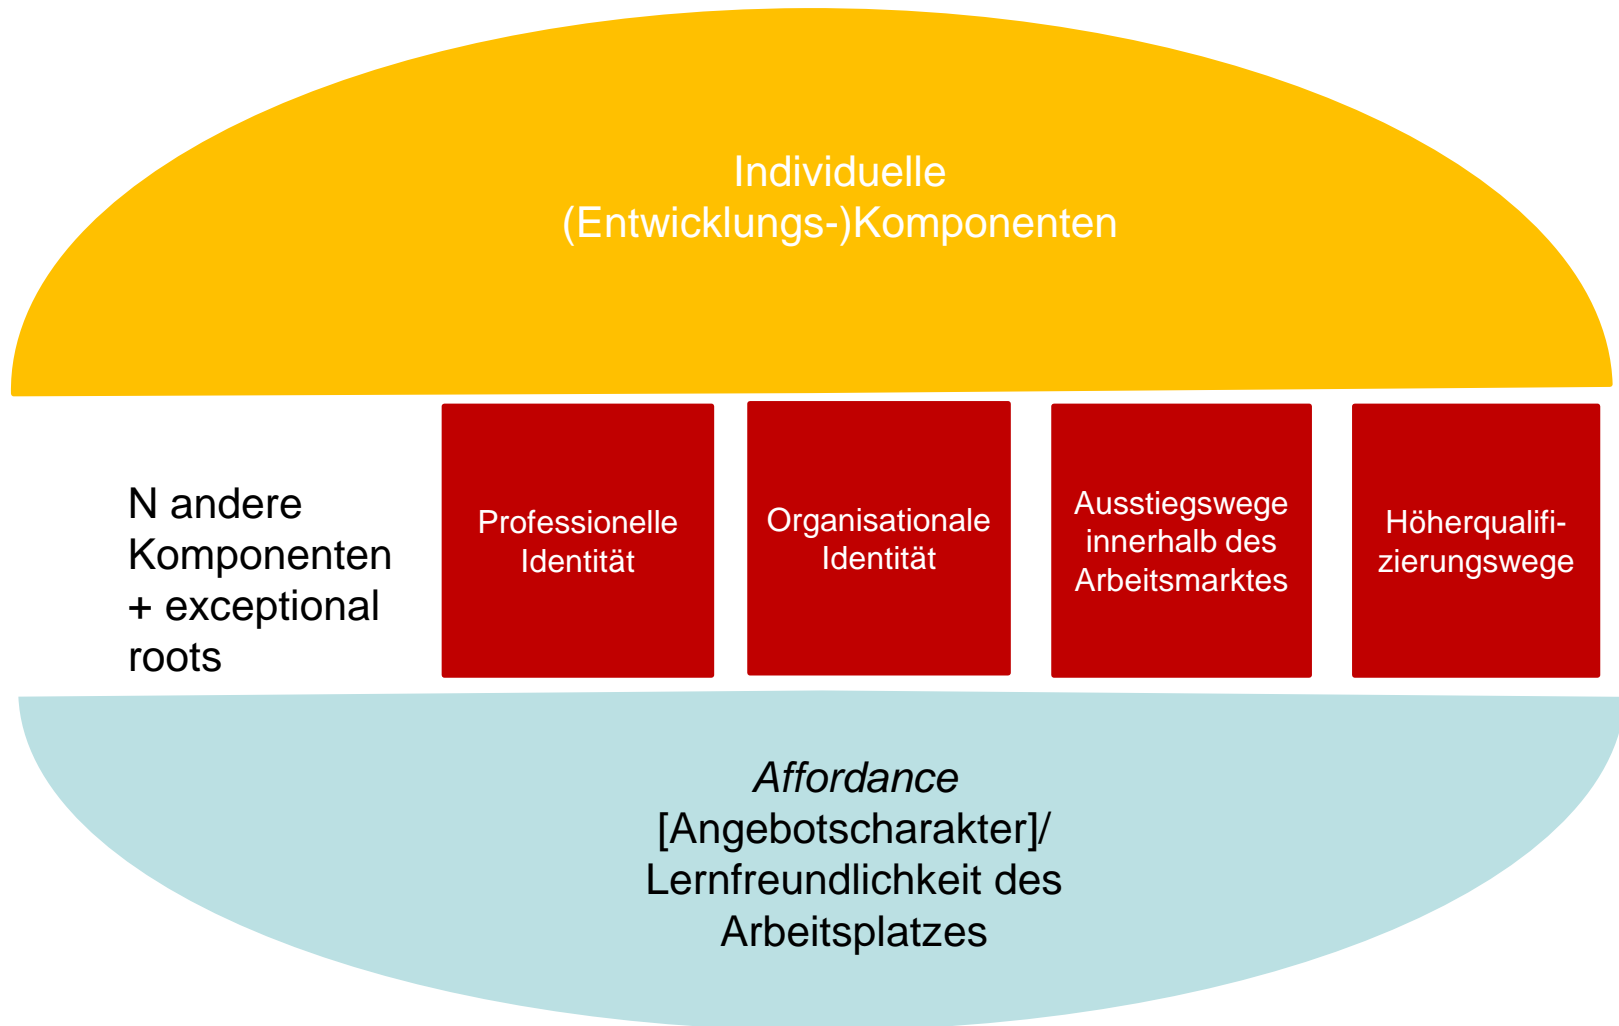 Individuelle
(Entwicklungs-)Komponenten
N andere
Komponenten
+ exceptional
roots
Professionelle
Identität
Organisationale
Identität
Ausstiegswege
innerhalb des
Arbeitsmarktes
Höherqualifi-
zierungswege
Affordance
[Angebotscharakter]/
Lernfreundlichkeit des
Arbeitsplatzes